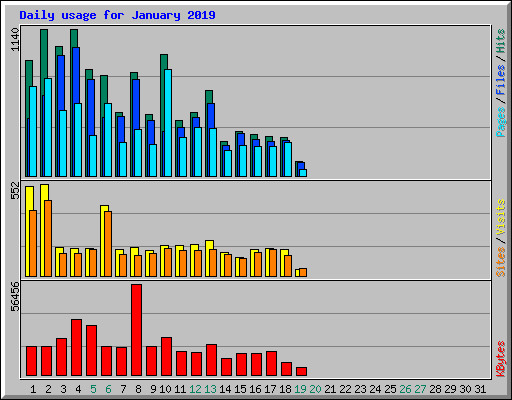 Daily usage for January 2019
1140
552
56456
Pages/Files/Hits
Sites/Visits
KBytes
1 2 3 4 5 6 7 8 9 10 11 12 13 14 15 16 17 18 19 20 21 22 23 24 25 26 27 28 29 30 31